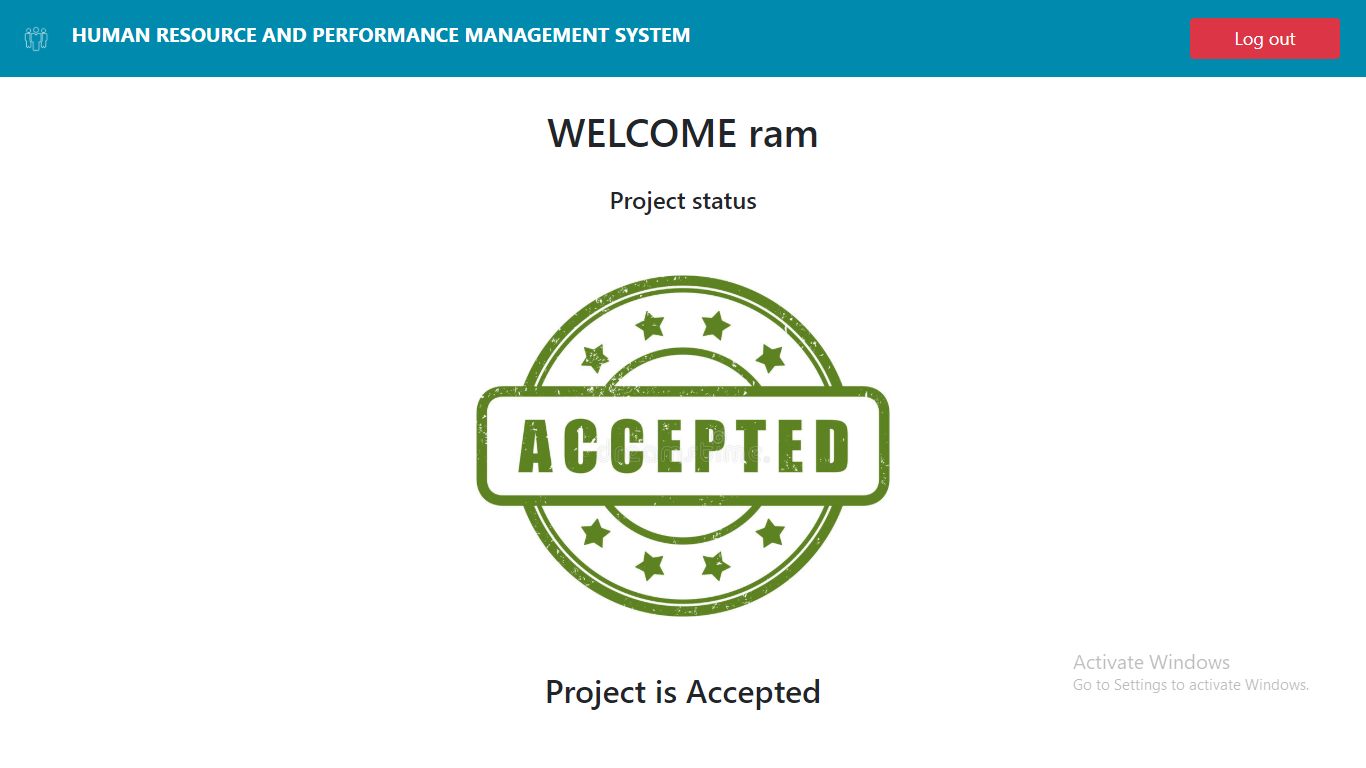 HUMAN RESOURCE AND PERFORMANCE MANAGEMENT SYSTEM
Log out
WELCOME ram
Project status
ACCEPTED
dreamstime.
Project is Accepted
Activate Windows
Go to Settings to activate Windows.